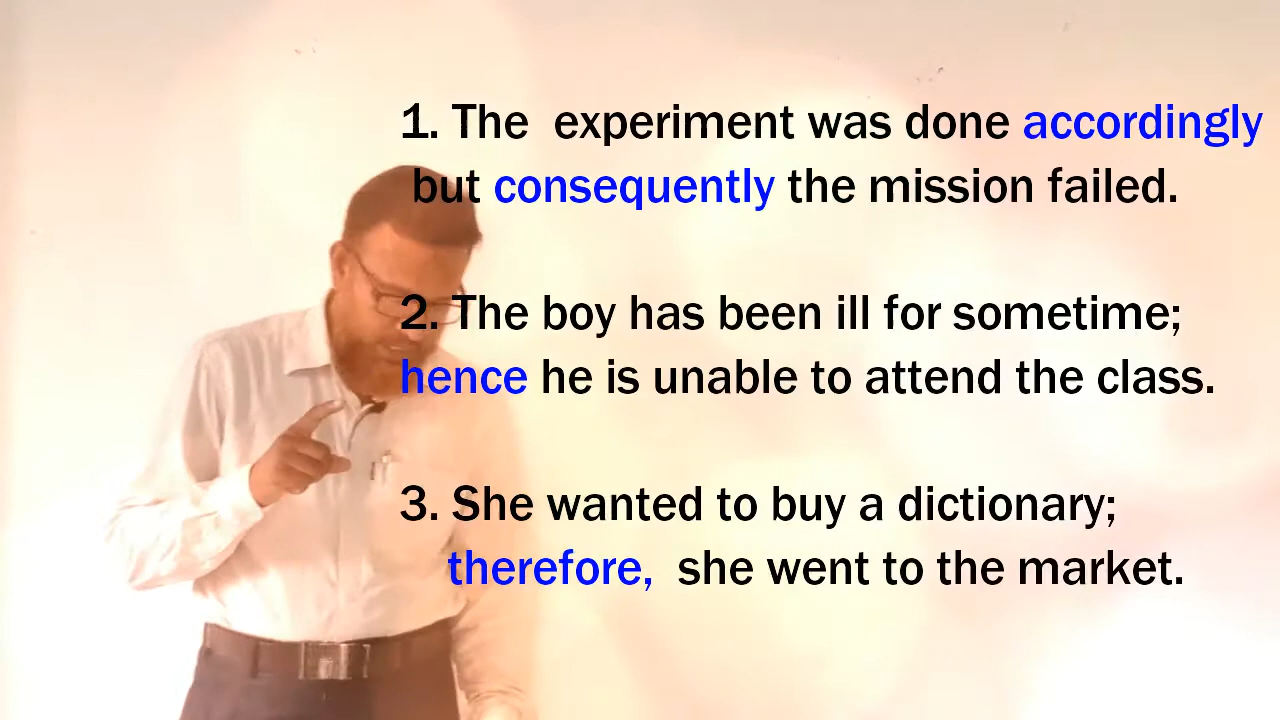 1. The experiment was done accordingly
but consequently the mission failed.
2. The boy has been ill for sometime;
hence he is unable to attend the class.
3. She wanted to buy a dictionary;
therefore, she went to the market.